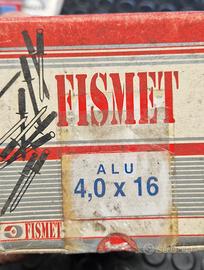 FISMET
ALU
4,0 x 16
FISMET